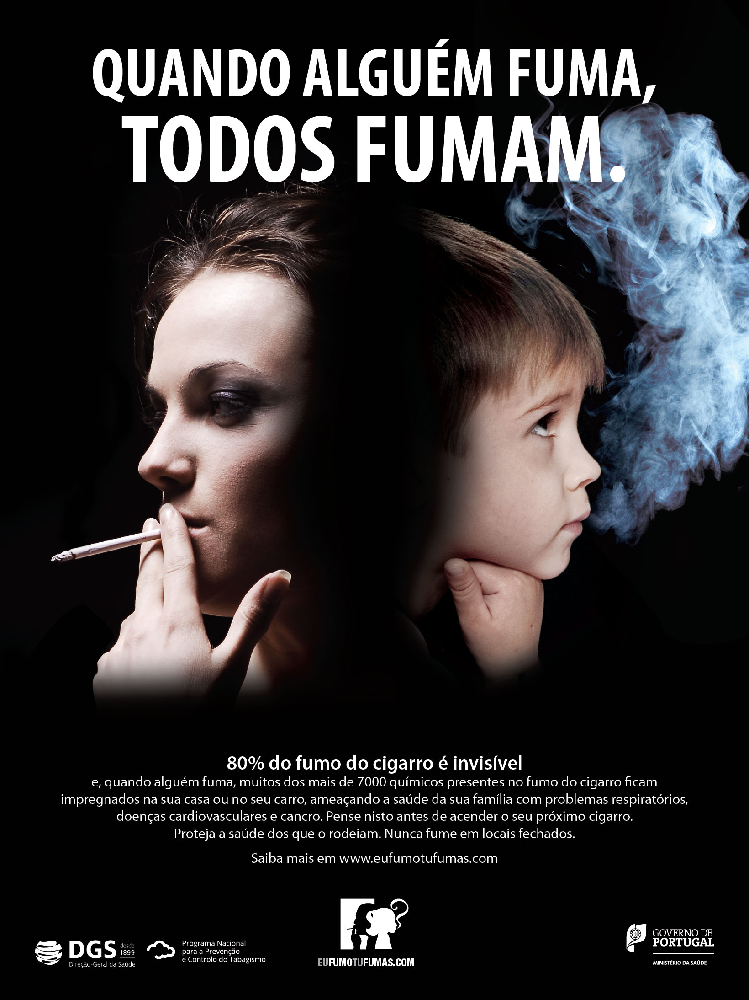 QUANDO ALGUÉM FUMA,
TODOS FUMAM.
80% do fumo do cigarro é invisível
e, quando alguém fuma, muitos dos mais de 7000 químicos presentes no fumo do cigarro ficam
impregnados na sua casa ou no seu carro, ameaçando a saúde da sua família com problemas respiratórios,
doenças cardiovasculares e cancro. Pense nisto antes de acender o seu próximo cigarro.
Proteja a saúde dos que o rodeiam. Nunca fume em locais fechados.
Saiba mais em www.eufumotufumas.com
DGS desde
1899
Direção-Geral da Saúde
Programa Nacional
para a Prevenção
e Controlo do Tabagismo
EUFUMOTUFUMAS.COM
GOVERNO DE
PORTUGAL
MINISTÉRIO DA SAÚDE